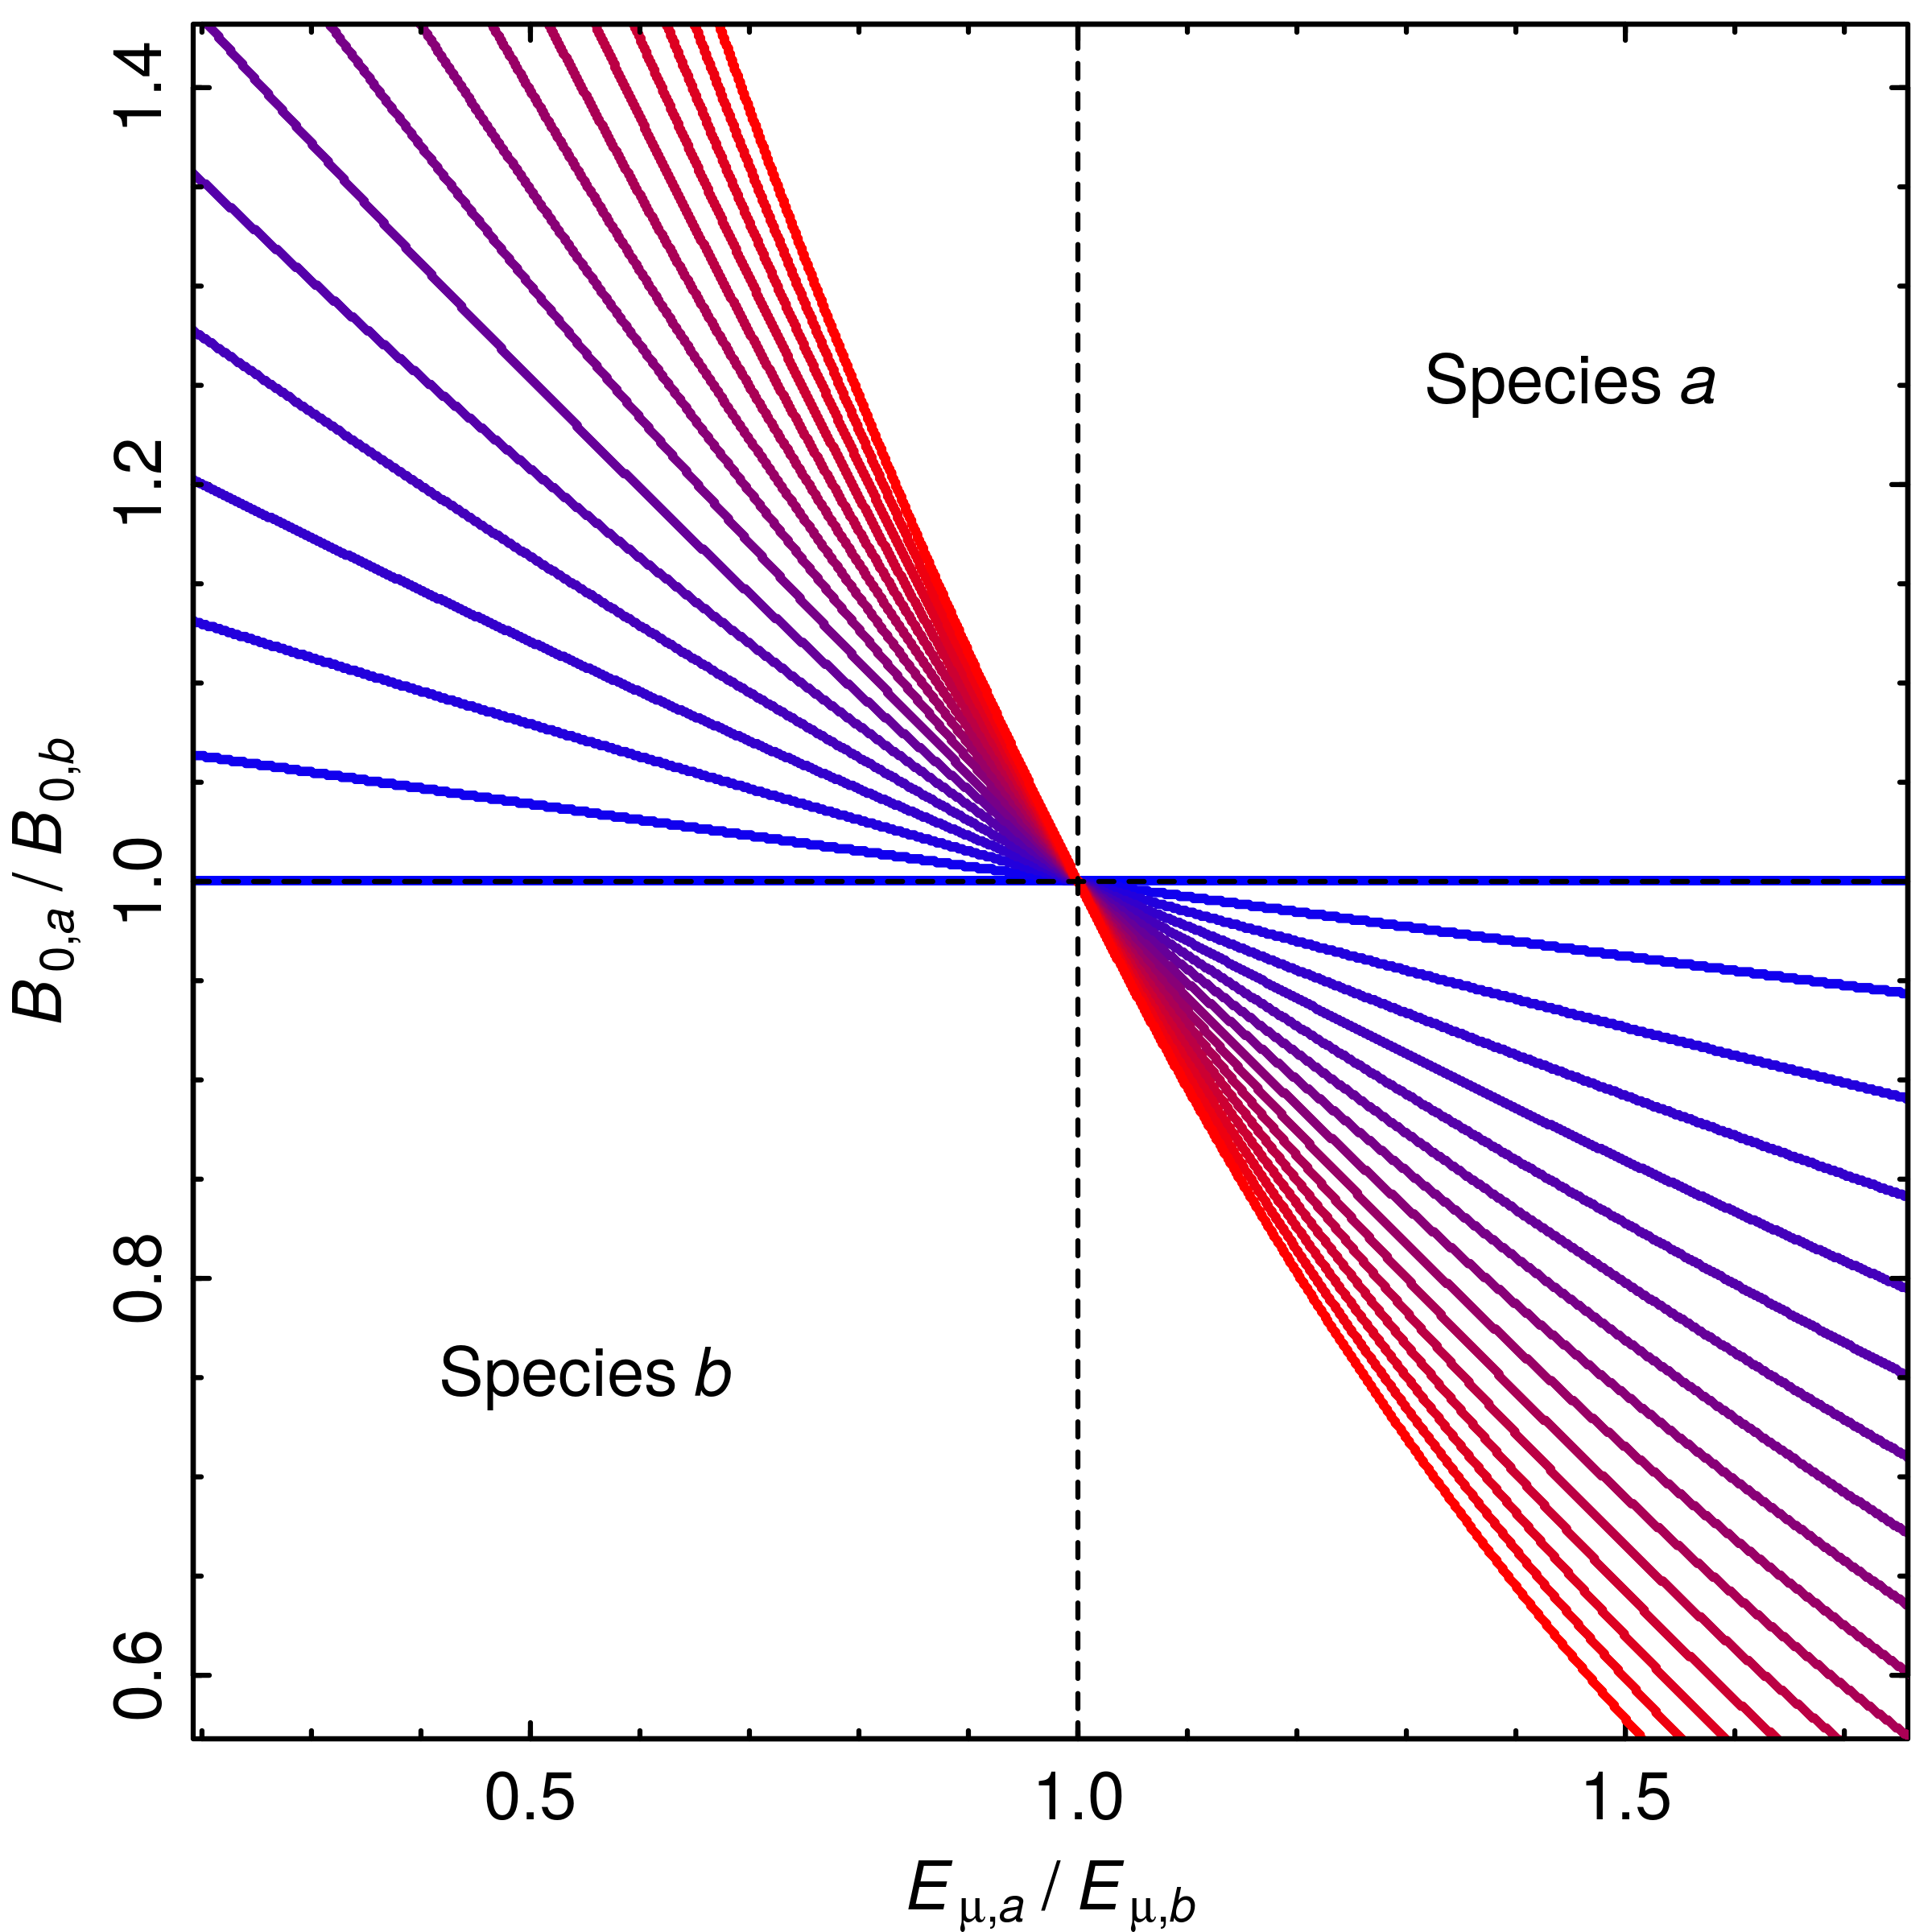 1.4
1.2
1.0
0.8
0.6
B0,a / B0,b
Species a
Species b
0.5 1.0 1.5
Eμ,a / Eμ,b